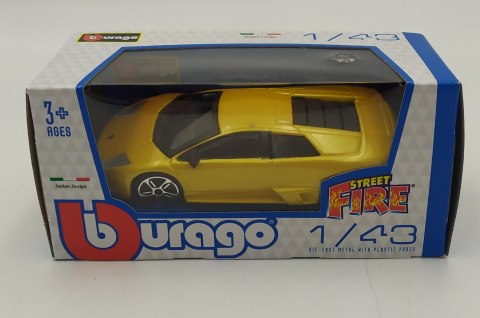 burago
1/43
3+
AGES
Italian Design
STREET
FIRE
burago
1/43
DIE-CAST METAL WITH PLASTIC PARTS